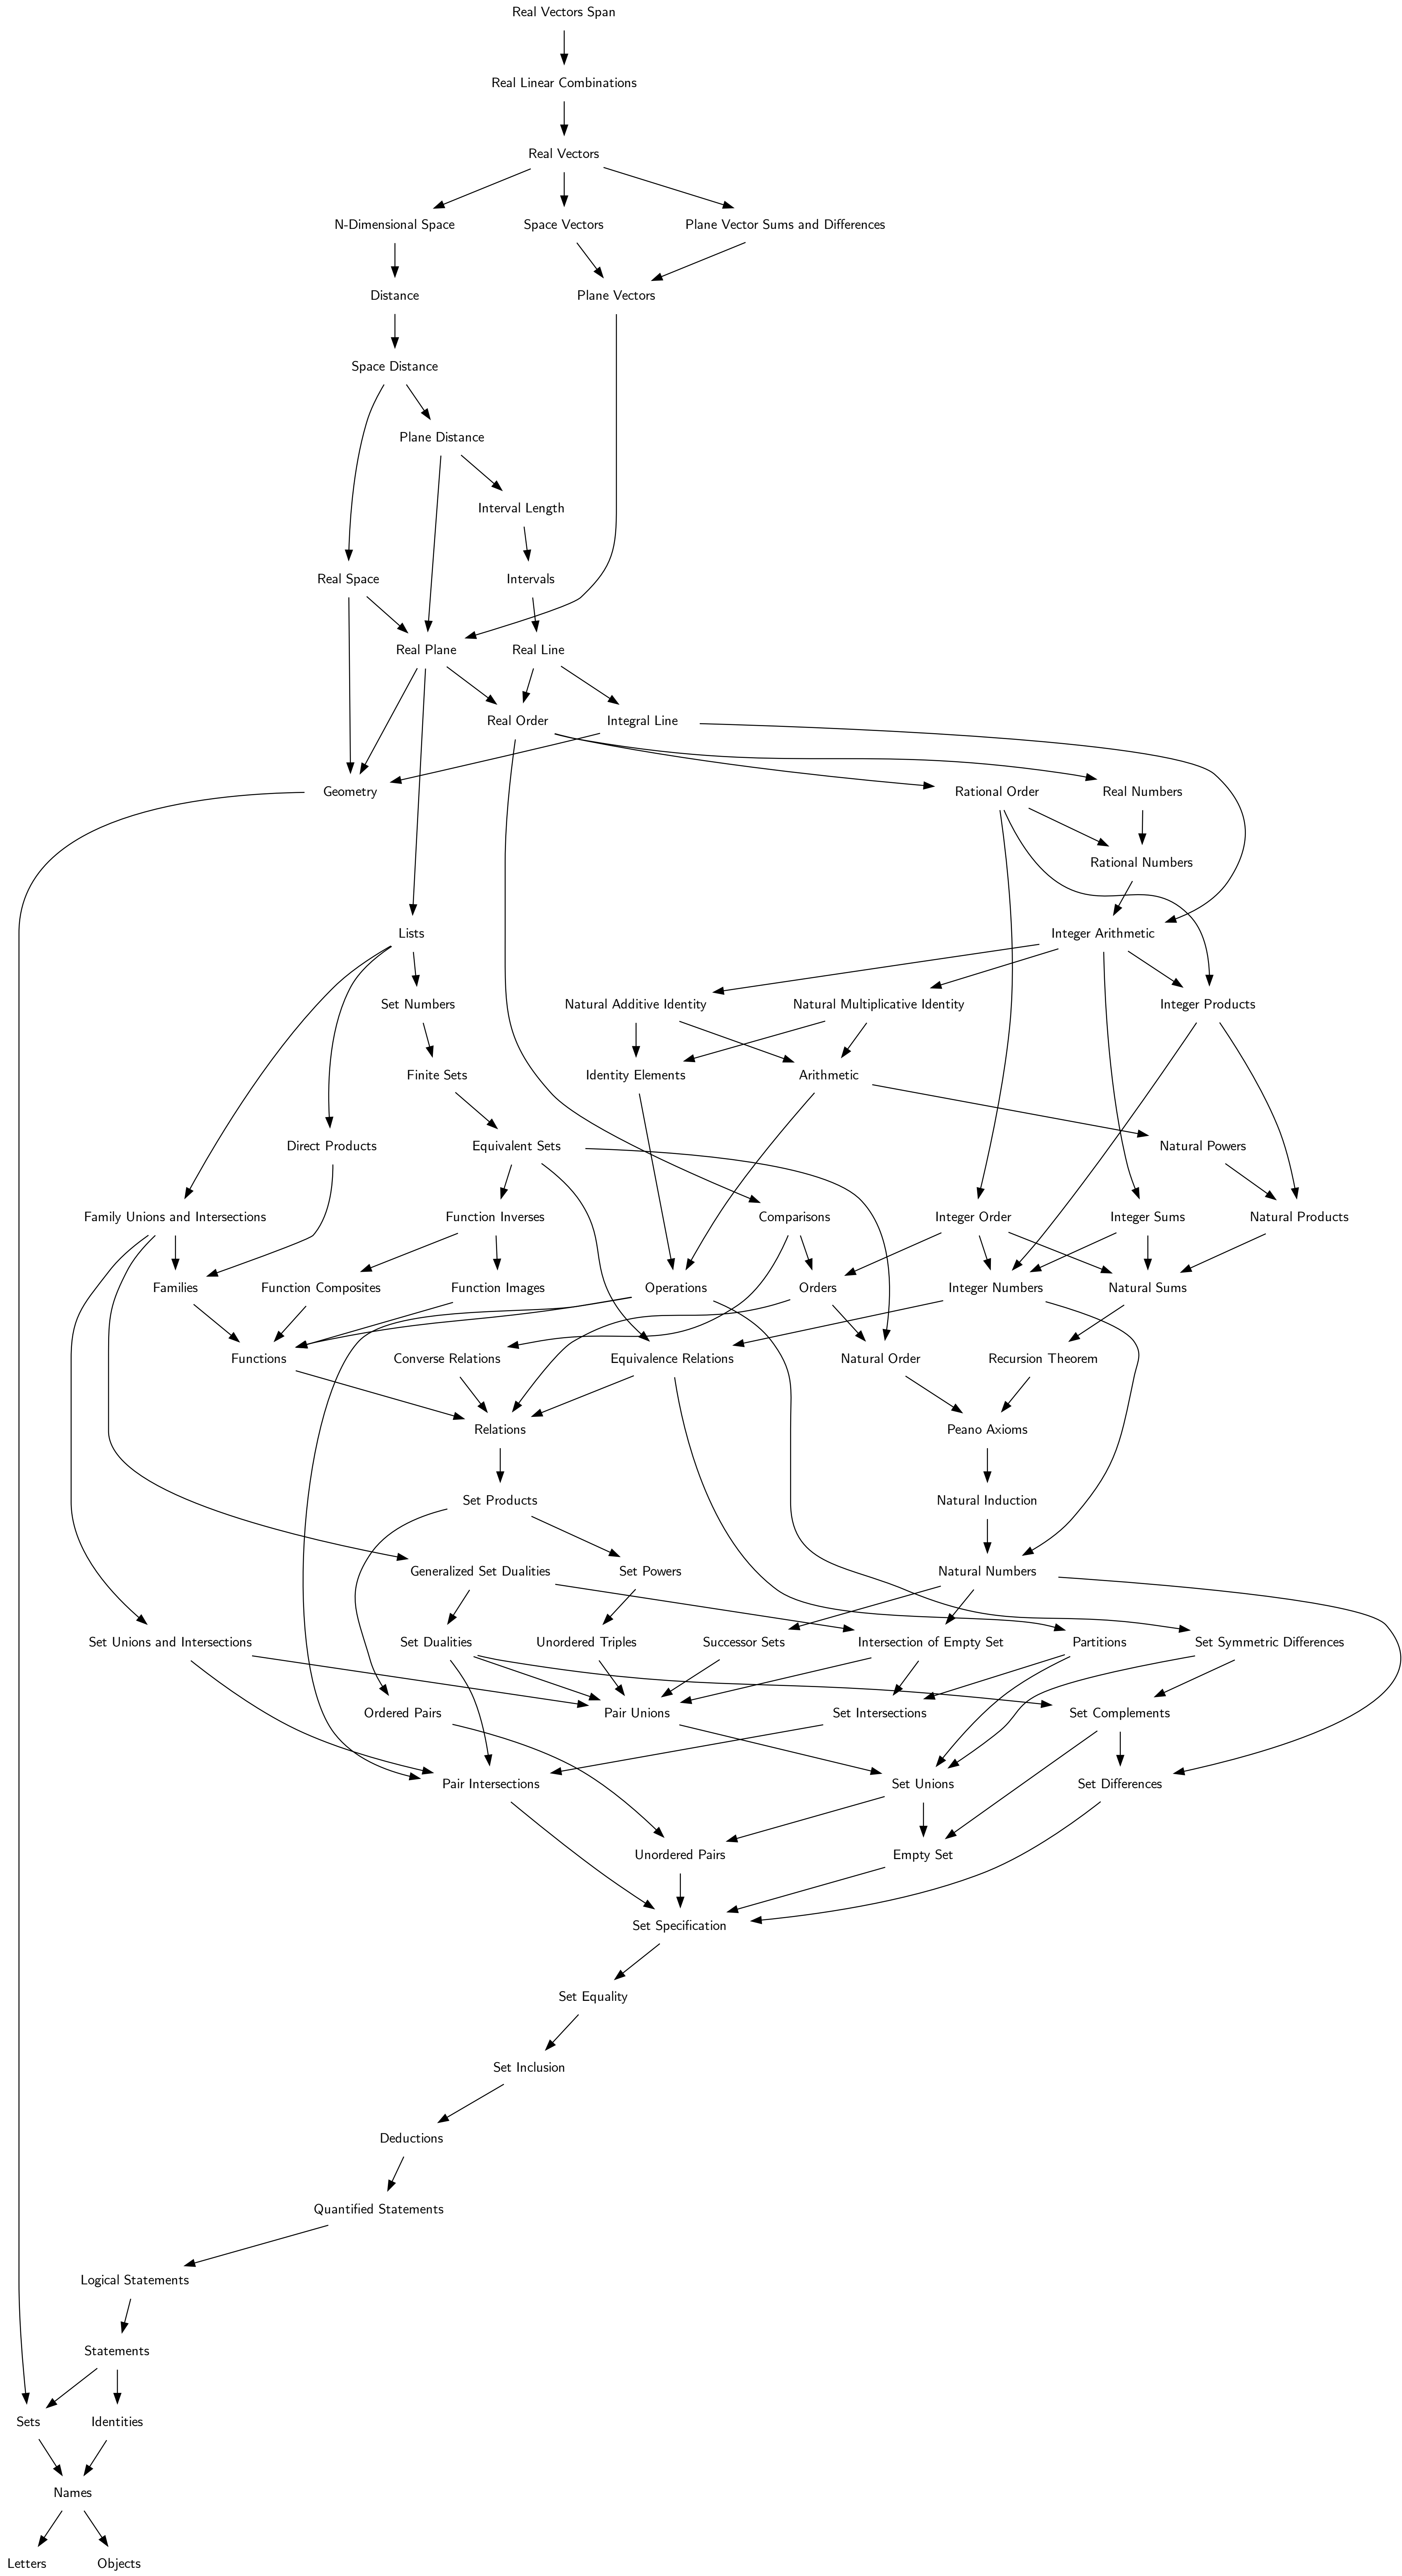 Real Vectors Span
Real Linear Combinations
Real Vectors
N-Dimensional Space
Space Vectors
Plane Vector Sums and Differences
Distance
Plane Vectors
Space Distance
Plane Distance
Interval Length
Real Space
Intervals
Real Plane
Real Line
Real Order
Integral Line
Geometry
Rational Order
Real Numbers
Rational Numbers
Lists
Integer Arithmetic
Set Numbers
Natural Additive Identity
Natural Multiplicative Identity
Integer Products
Finite Sets
Identity Elements
Arithmetic
Direct Products
Equivalent Sets
Natural Powers
Family Unions and Intersections
Function Inverses
Comparisons
Integer Order
Integer Sums
Natural Products
Families
Function Composites
Function Images
Operations
Orders
Integer Numbers
Natural Sums
Functions
Converse Relations
Equivalence Relations
Natural Order
Recursion Theorem
Relations
Peano Axioms
Set Products
Natural Induction
Generalized Set Dualities
Set Powers
Natural Numbers
Set Unions and Intersections
Set Dualities
Unordered Triples
Successor Sets
Intersection of Empty Set
Partitions
Set Symmetric Differences
Ordered Pairs
Pair Unions
Set Intersections
Set Complements
Pair Intersections
Set Unions
Set Differences
Unordered Pairs
Empty Set
Set Specification
Set Equality
Set Inclusion
Deductions
Quantified Statements
Logical Statements
Statements
Sets
Identities
Names
Letters
Objects